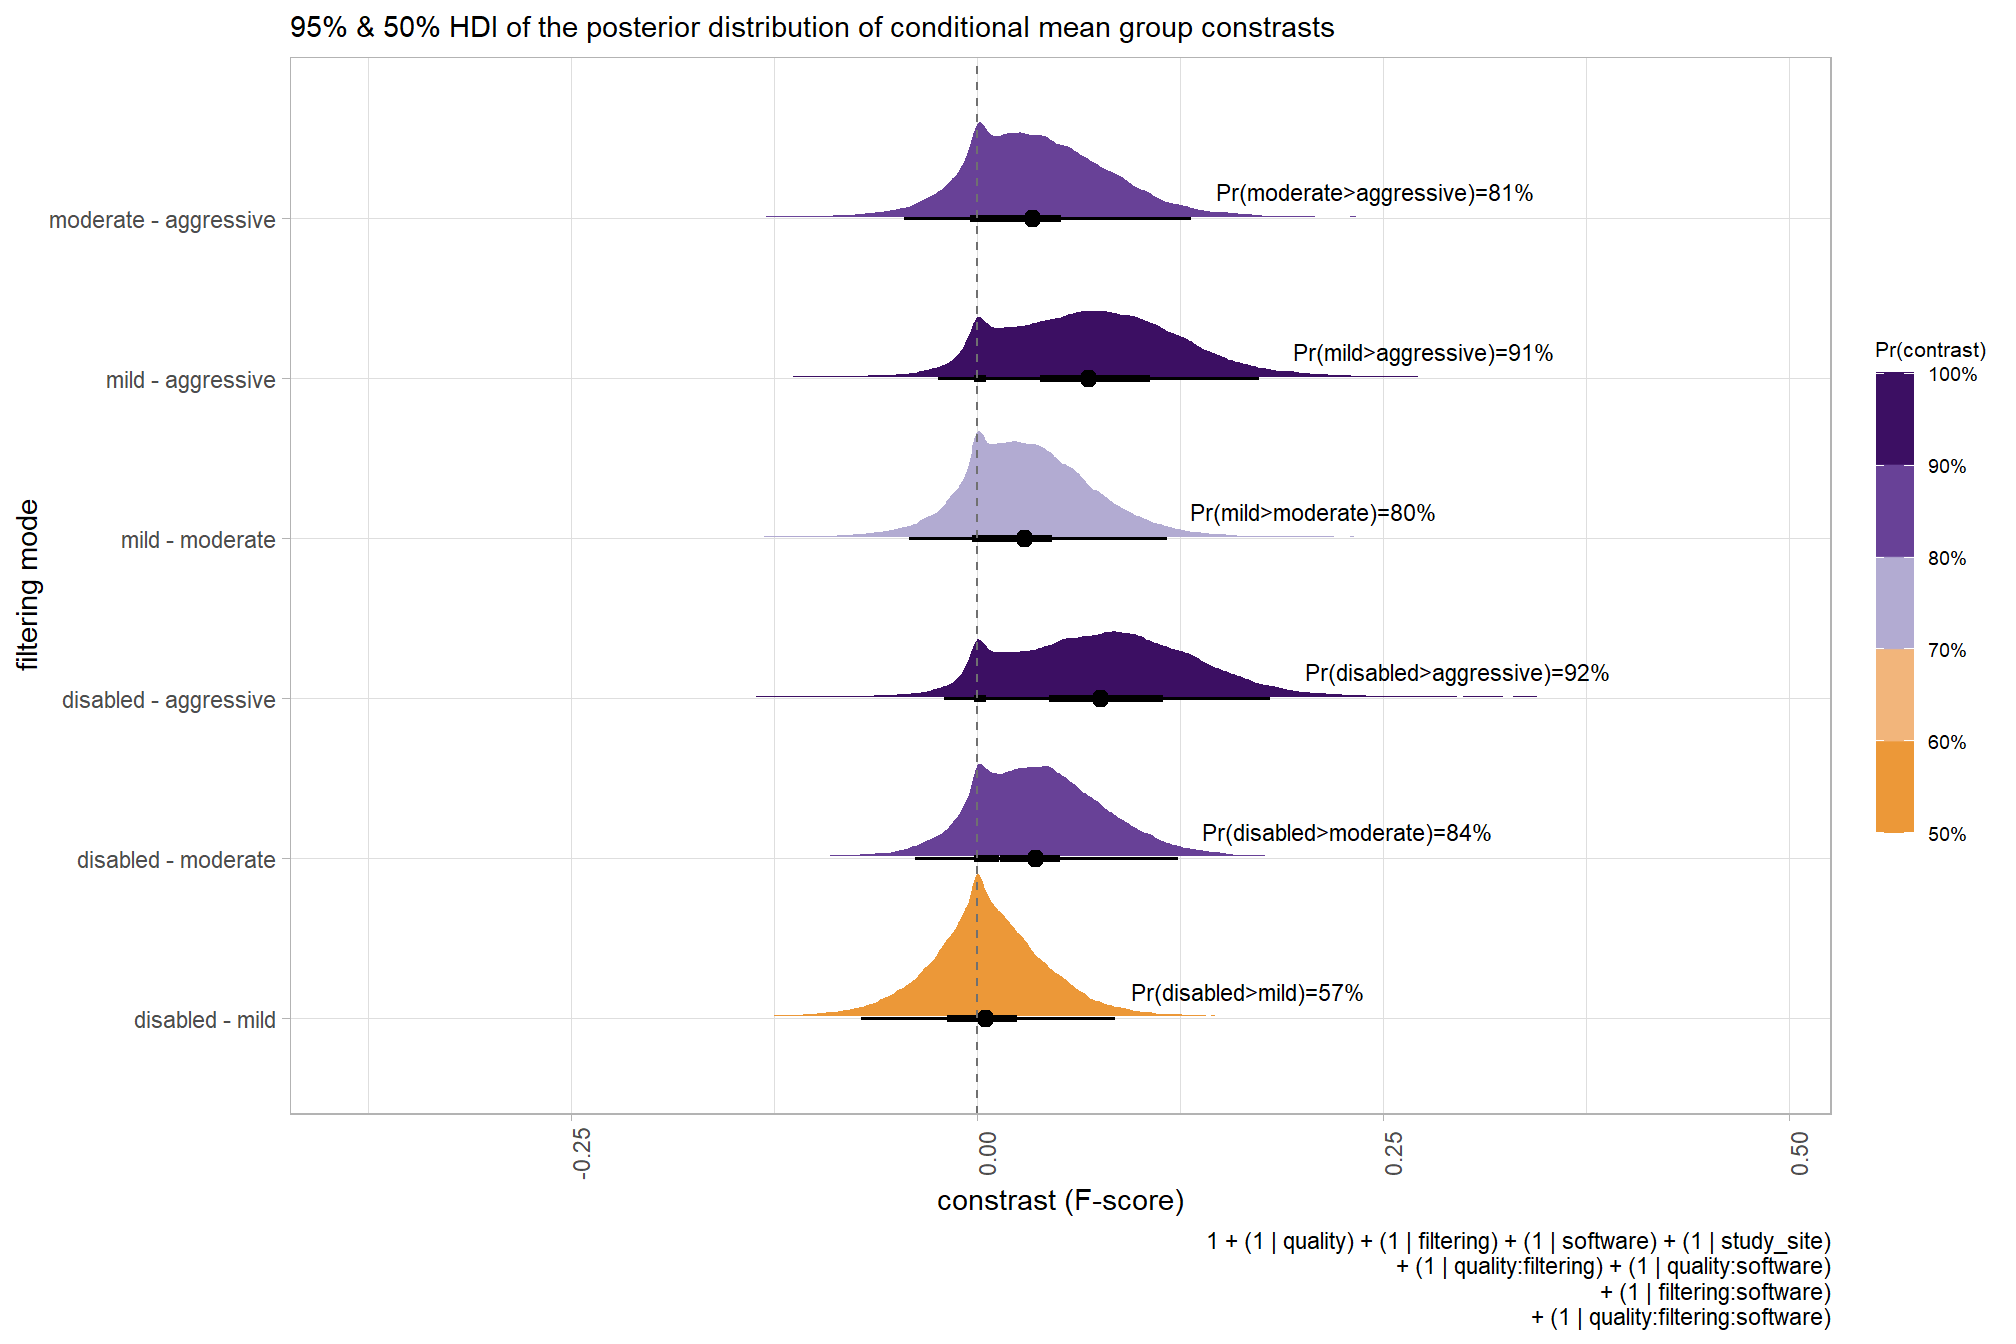 95% & 50% HDI of the posterior distribution of conditional mean group constrasts
filtering mode
moderate - aggressive
Pr(moderate>aggressive)=81%
mild - aggressive
Pr(mild>aggressive)=91%
mild - moderate
Pr(mild>moderate)=80%
disabled - aggressive
Pr(disabled>aggressive)=92%
disabled - moderate
Pr(disabled>moderate)=84%
disabled - mild
Pr(disabled>mild)=57%
-0.25
0.00
0.25
0.50
constrast (F-score)
Pr(contrast)
100%
90%
80%
70%
60%
50%
1 + (1 | quality) + (1 | filtering) + (1 | software) + (1 | study_site)
+ (1 | quality:filtering) + (1 | quality:software)
+ (1 | filtering:software)
+ (1 | quality:filtering:software)